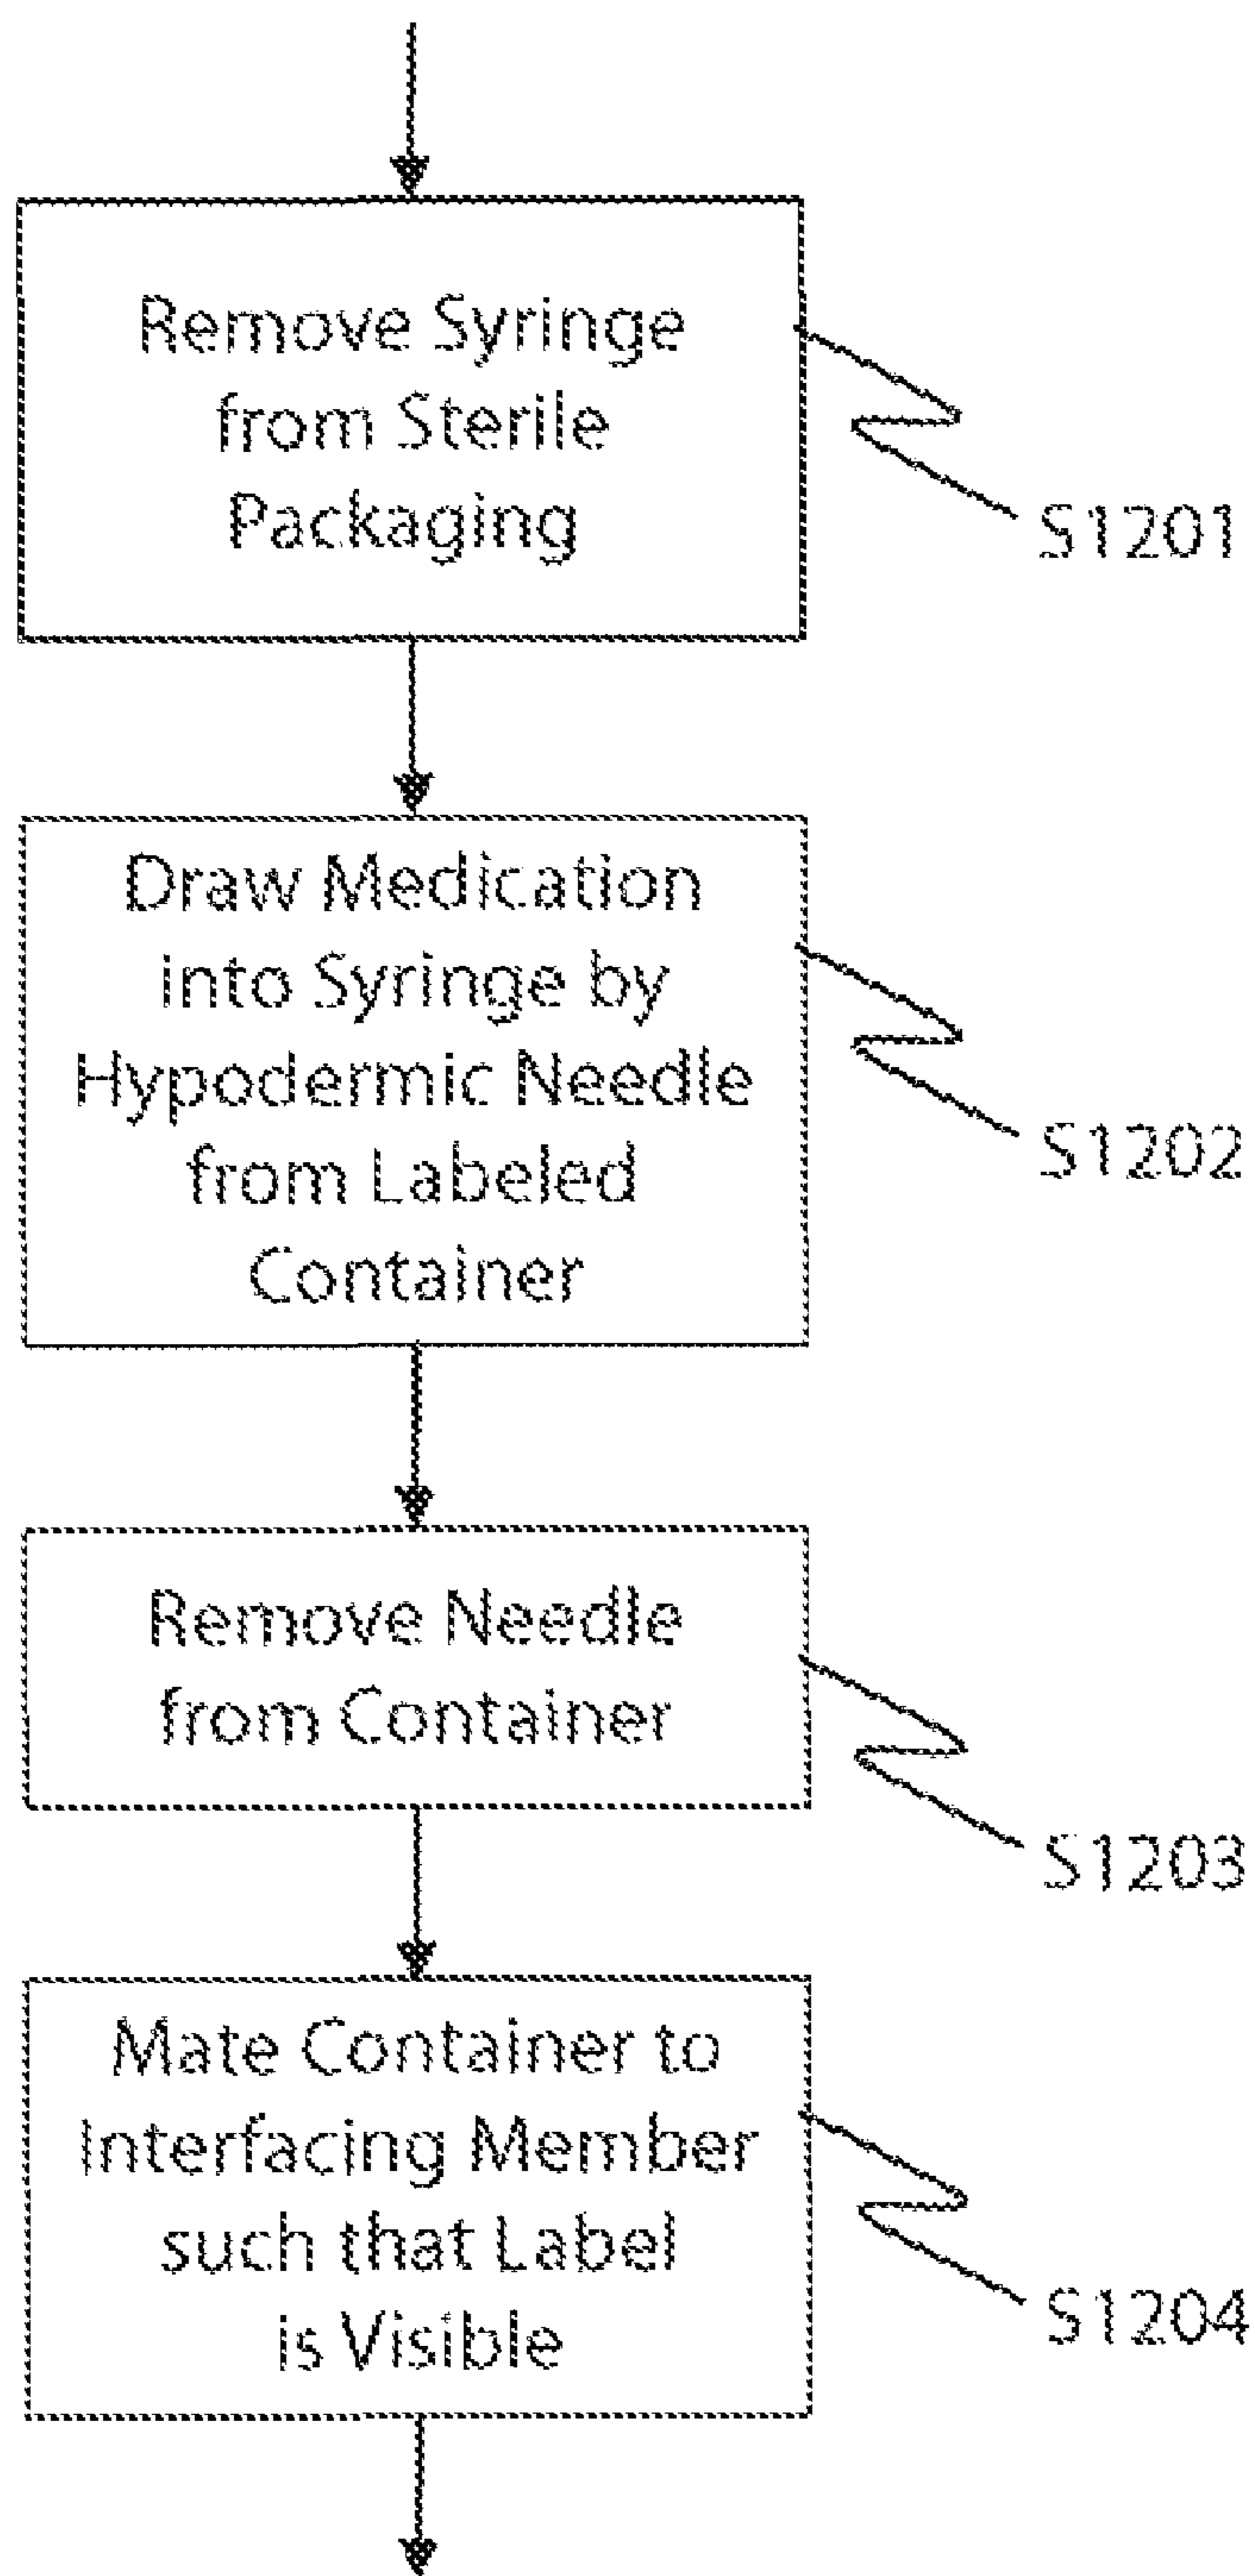 Remove Syringe
from Sterile
Packaging
S1201
Draw Medication
into Syringe by
Hypodermic Needle
from Labeled
Container
S1202
Remove Needle
from Container
S1203
Mate Container to
Interfacing Member
such that Label
is Visible
S1204